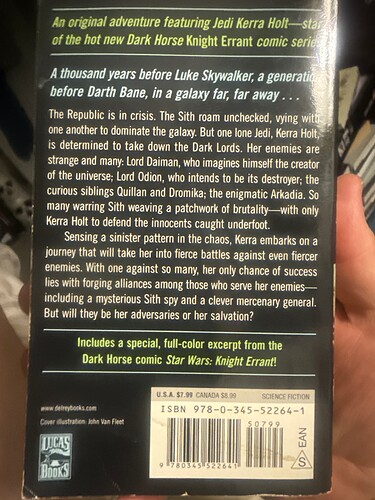 An original adventure featuring Jedi Kerra Holt—star
of the hot new Dark Horse Knight Errant comic serie
A thousand years before Luke Skywalker, a generatio
before Darth Bane, in a galaxy far, far away . . .
The Republic is in crisis. The Sith roam unchecked, vying with
one another to dominate the galaxy. But one lone Jedi, Kerra Holt,
is determined to take down the Dark Lords. Her enemies are
strange and many: Lord Daiman, who imagines himself the creator
of the universe; Lord Odion, who intends to be its destroyer; the
curious siblings Quillan and Dromika; the enigmatic Arkadia. So
many warring Sith weaving a patchwork of brutality—with only
Kerra Holt to defend the innocents caught underfoot.
Sensing a sinister pattern in the chaos, Kerra embarks on a
journey that will take her into fierce battles against even fiercer
enemies. With one against so many, her only chance of success
lies with forging alliances among those who serve her enemies—
including a mysterious Sith spy and a clever mercenary general.
But will they be her adversaries or her salvation?
Includes a special, full-color excerpt from the
Dark Horse comic Star Wars: Knight Errant!
www.delreybooks.com
Cover illustration: John Van Fleet
LUCAS
BOOKS
U.S.A. $7.99 CANADA $8.99 SCIENCE FICTION
ISBN 978-0-345-52264-1
50799
9 780345 522641
S EAN